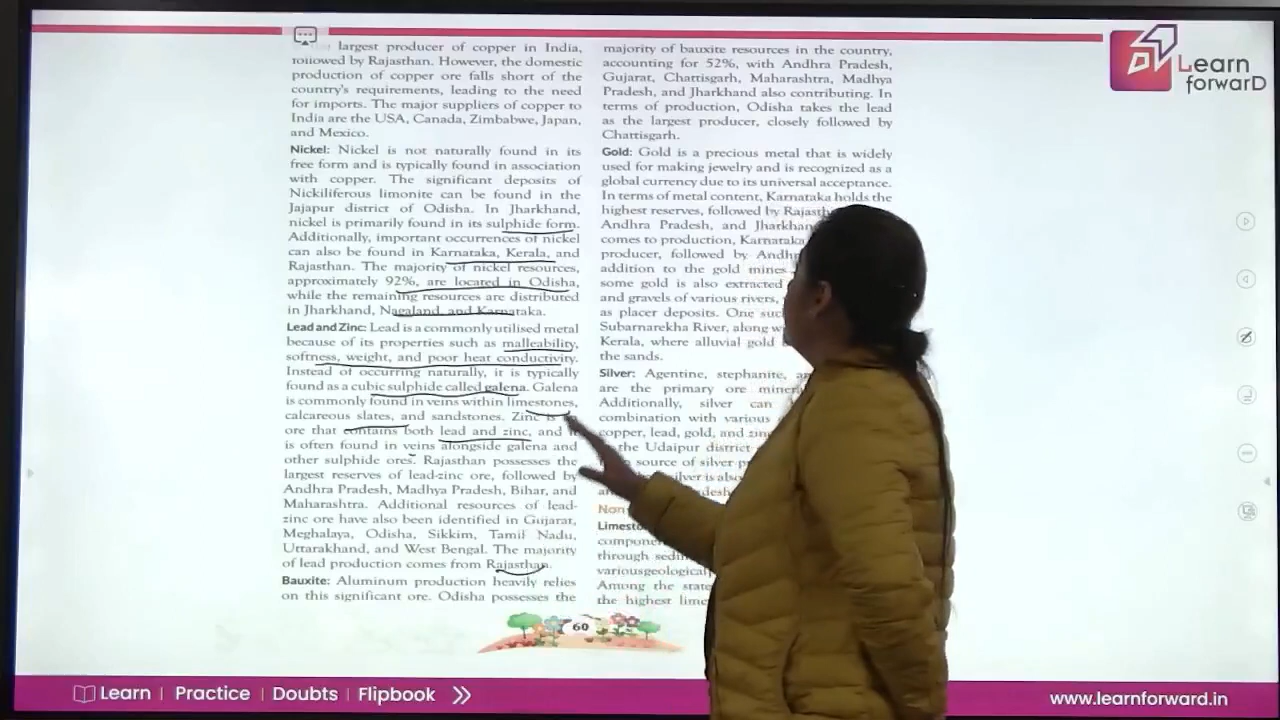 largest producer of copper in India,
followed by Rajasthan. However, the domestic
production of copper ore falls short of the
country's requirements, leading to the need
for imports. The major suppliers of copper to
India are the USA, Canada, Zimbabwe, Japan,
and Mexico.
Nickel: Nickel is not naturally found in its
free form and is typically found in association
with copper. The significant deposits of
Nickiliferous limonite can be found in the
Jajapur district of Odisha. In Jharkhand,
nickel is primarily found in its sulphide form.
Additionally, important occurrences of nickel
can also be found in Karnataka, Kerala, and
Rajasthan. The majority of nickel resources,
approximately 92%, are located in Odisha,
while the remaining resources are distributed
in Jharkhand, Nagaland, and Karnataka.
Lead and Zinc: Lead is a commonly utilised metal
because of its properties such as malleability,
softness, weight, and poor heat conductivity.
Instead of occurring naturally, it is typically
found as a cubic sulphide called galena. Galena
is commonly found in veins within limestones,
calcareous slates, and sandstones. Zinc is
ore that contains both lead and zinc, and
is often found in veins alongside galena and
other sulphide ores. Rajasthan possesses the
largest reserves of lead-zinc ore, followed by
Andhra Pradesh, Madhya Pradesh, Bihar, and
Maharashtra. Additional resources of lead-
zinc ore have also been identified in Gujarat,
Meghalaya, Odisha, Sikkim, Tamil Nadu,
Uttarakhand, and West Bengal. The majority
of lead production comes from Rajasthan.
Bauxite: Aluminum production heavily relies
on this significant ore. Odisha possesses the
majority of bauxite resources in the country,
accounting for 52%, with Andhra Pradesh,
Gujarat, Chattisgarh, Maharashtra, Madhya
Pradesh, and Jharkhand also contributing. In
terms of production, Odisha takes the lead
as the largest producer, closely followed by
Chattisgarh.
Gold: Gold is a precious metal that is widely
used for making jewelry and is recognized as a
global currency due to its universal acceptance.
In terms of metal content, Karnataka holds the
highest reserves, followed by
Andhra Pradesh, and
comes to production, Karnataka
producer, followed by
addition to the gold mines
some gold is also extracted
and gravels of various rivers,
as placer deposits. One
Subarnarekha River, along
Kerala, where alluvial gold
the sands.
Silver: Agentine, stephanite,
are the primary ore
Additionally, silver can
combination with various
copper, lead, gold, and
the Udaipur district
source of silver
silver is
through
Among the
the highest
60
Learn forwarD
Learn | Practice | Doubts | Flipbook
www.learnforward.in